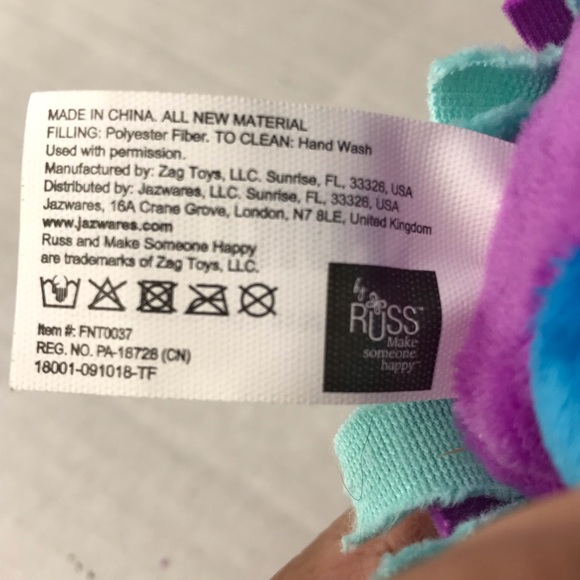 MADE IN CHINA. ALL NEW MATERIAL
FILLING: Polyester Fiber. TO CLEAN: Hand Wash
Used with permission.
Manufactured by: Zag Toys, LLC. Sunrise, FL, 33326, USA
Distributed by: Jazwares, LLC. Sunrise, FL, 33326, USA
Jazwares, 16A Crane Grove, London, N7 8LE, United Kingdom
www.jazwares.com
Russ and Make Someone Happy
are trademarks of Zag Toys, LLC.
Item #: FNT0037
REG. NO. PA-18728 (CN)
18001-091018-TF
by
RUSS™
Make
someone
happy™